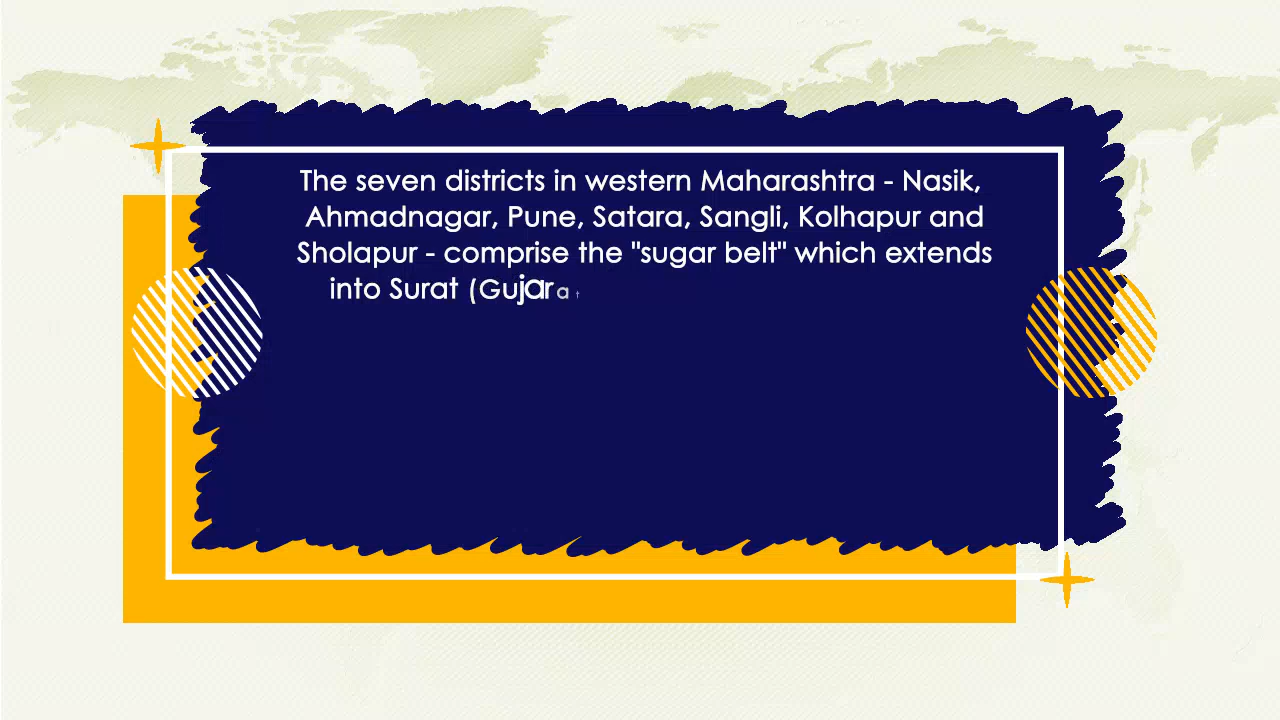 The seven districts in western Maharashtra - Nasik,
Ahmadnagar, Pune, Satara, Sangli, Kolhapur and
Sholapur - comprise the "sugar belt" which extends
into Surat (Gujarat